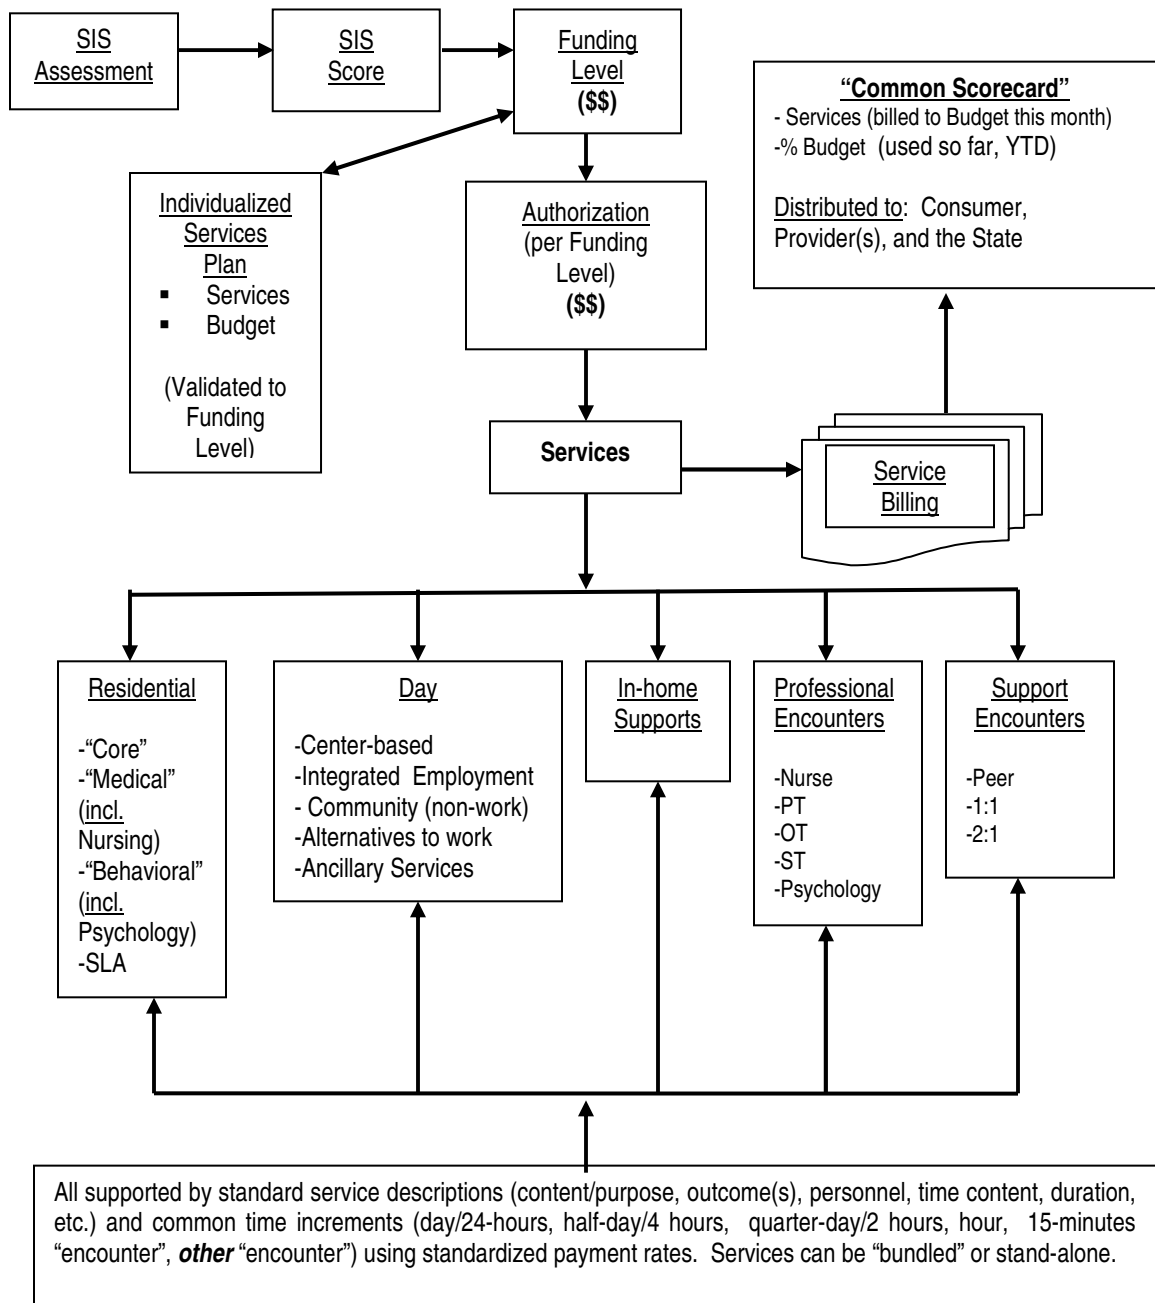 SIS
Assessment
SIS
Score
Funding
Level
($$)
“Common Scorecard”
- Services (billed to Budget this month)
-% Budget (used so far, YTD)
Distributed to: Consumer,
Provider(s), and the State
Individualized
Services
Plan
▪ Services
▪ Budget
(Validated to
Funding
Level)
Authorization
(per Funding
Level)
($$)
Services
Service
Billing
Residential
-“Core”
-“Medical”
(incl.
Nursing)
-“Behavioral”
(incl.
Psychology)
-SLA
Day
-Center-based
-Integrated Employment
- Community (non-work)
-Alternatives to work
-Ancillary Services
In-home
Supports
Professional
Encounters
-Nurse
-PT
-OT
-ST
-Psychology
Support
Encounters
-Peer
-1:1
-2:1
All supported by standard service descriptions (content/purpose, outcome(s), personnel, time content, duration,
etc.) and common time increments (day/24-hours, half-day/4 hours, quarter-day/2 hours, hour, 15-minutes
“encounter”, other “encounter”) using standardized payment rates. Services can be “bundled” or stand-alone.